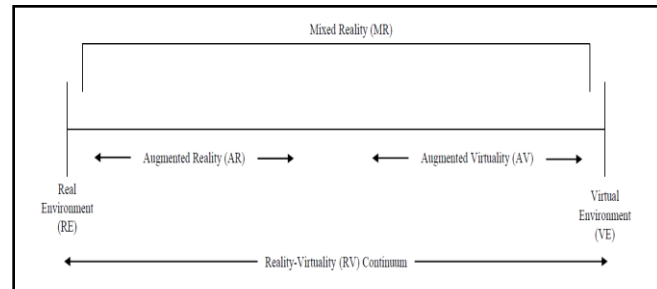 Mixed Reality (MR)
Augmented Reality (AR)
Augmented Virtuality (AV)
Real
Environment
(RE)
Virtual
Environment
(VE)
Reality-Virtuality (RV) Continuum